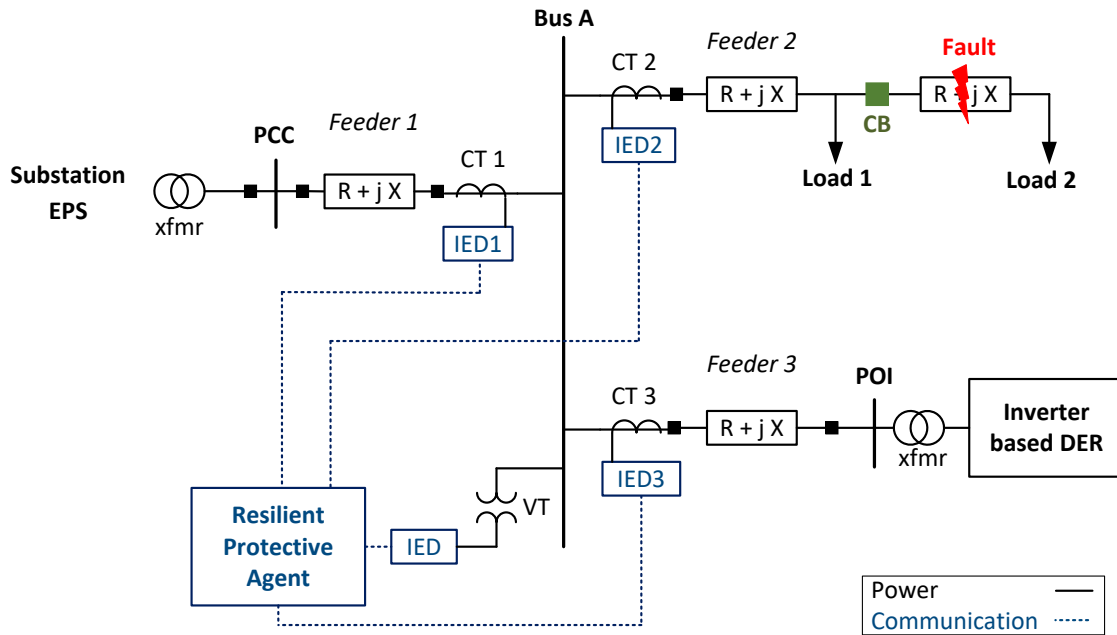 Bus A
Feeder 2
Fault
CT 2
R + j X
R + j X
CB
IED2
Load 1
Load 2
Feeder 1
PCC
CT 1
Substation
EPS
R + j X
xfmr
IED1
Feeder 3
POI
CT 3
R + j X
Inverter
based DER
xfmr
IED3
VT
Resilient
Protective
Agent
IED
Power
Communication